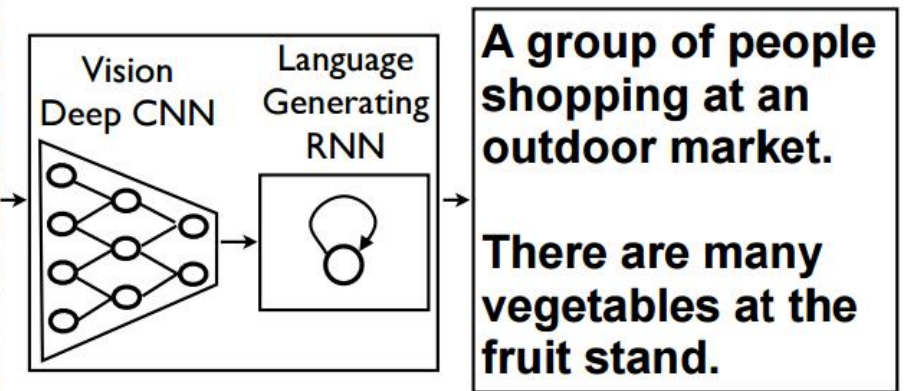 Vision
Deep CNN
Language
Generating
RNN
A group of people
shopping at an
outdoor market.
There are many
vegetables at the
fruit stand.